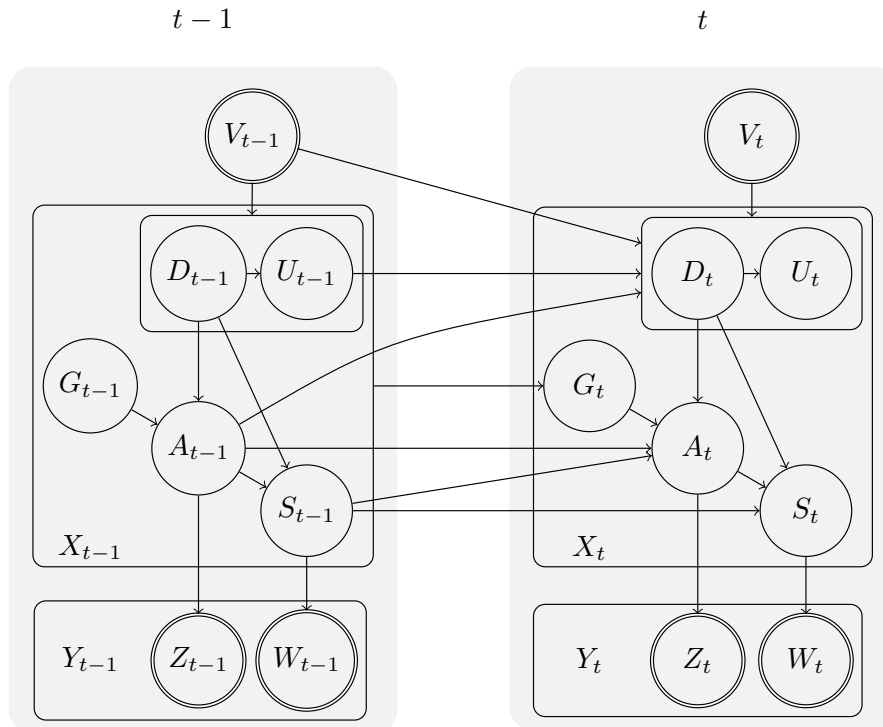 t − 1
t
V_{t−1}
V_t
D_{t−1}
U_{t−1}
D_t
U_t
G_{t−1}
G_t
A_{t−1}
A_t
S_{t−1}
S_t
X_{t−1}
X_t
Y_{t−1}
Z_{t−1}
W_{t−1}
Y_t
Z_t
W_t